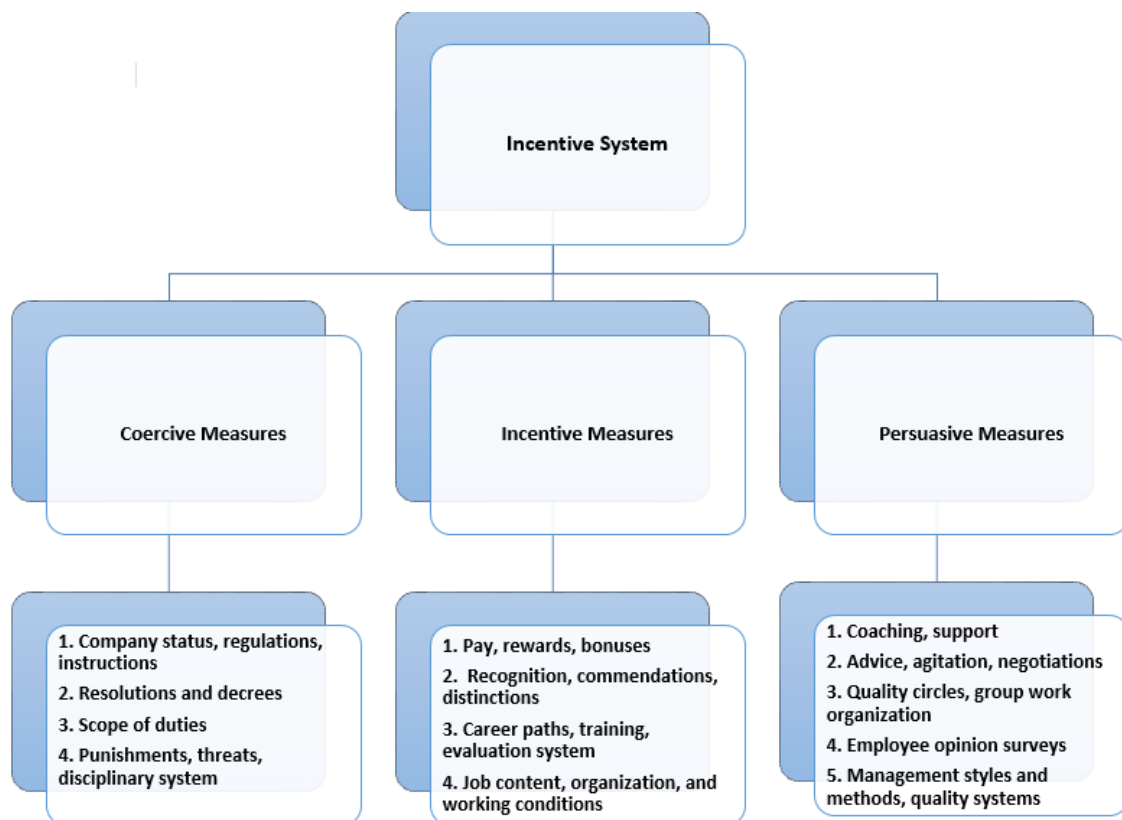 Incentive System
Coercive Measures
Incentive Measures
Persuasive Measures
1. Company status, regulations,
instructions
2. Resolutions and decrees
3. Scope of duties
4. Punishments, threats,
disciplinary system
1. Pay, rewards, bonuses
2. Recognition, commendations,
distinctions
3. Career paths, training,
evaluation system
4. Job content, organization, and
working conditions
1. Coaching, support
2. Advice, agitation, negotiations
3. Quality circles, group work
organization
4. Employee opinion surveys
5. Management styles and
methods, quality systems